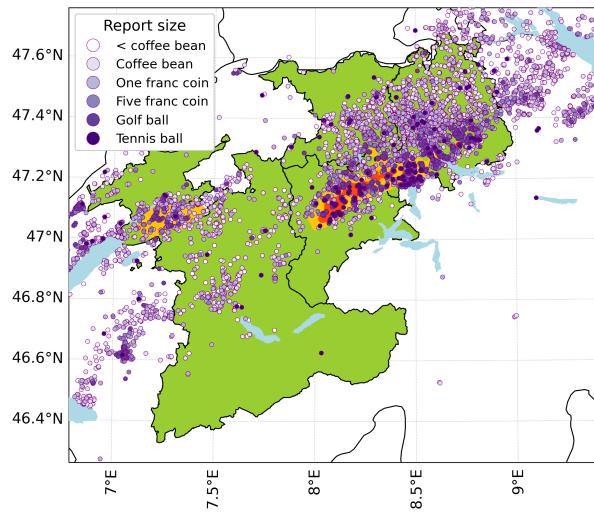 Report size
< coffee bean
Coffee bean
One franc coin
Five franc coin
Golf ball
Tennis ball
47.6°N
47.4°N
47.2°N
47°N
46.8°N
46.6°N
46.4°N
7°E
7.5°E
8°E
8.5°E
9°E